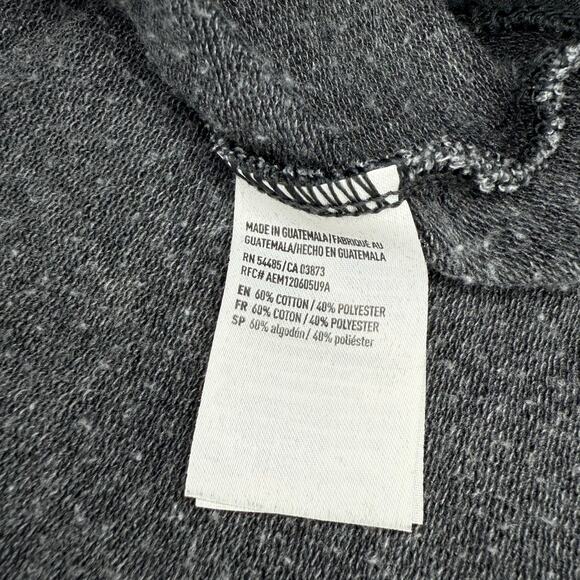 MADE IN GUATEMALA/FABRIQUÉ AU
GUATEMALA/HECHO EN GUATEMALA
RN 54485/CA 03873
RFC# AEM120605U9A
EN 60% COTTON / 40% POLYESTER
FR 60% COTON / 40% POLYESTER
SP 60% algodón / 40% poliéster